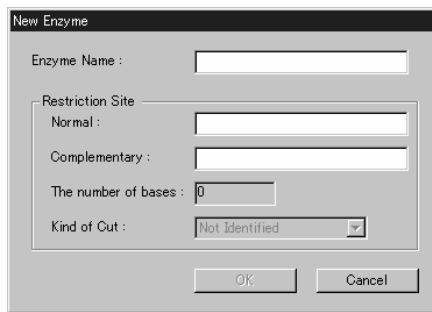 New Enzyme
Enzyme Name :
Restriction Site
Normal :
Complementary :
The number of bases : 0
Kind of Cut : Not Identified
OK Cancel